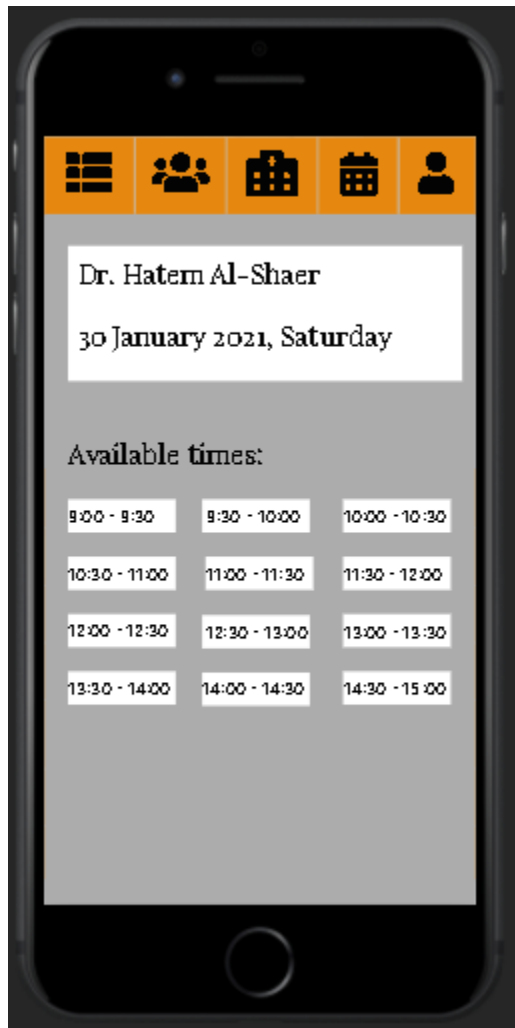 Dr. Hatem Al-Shaer
30 January 2021, Saturday
Available times:
9:00 - 9:30 9:30 - 10:00 10:00 - 10:30
10:30 - 11:00 11:00 - 11:30 11:30 - 12:00
12:00 - 12:30 12:30 - 13:00 13:00 - 13:30
13:30 - 14:00 14:00 - 14:30 14:30 - 15:00